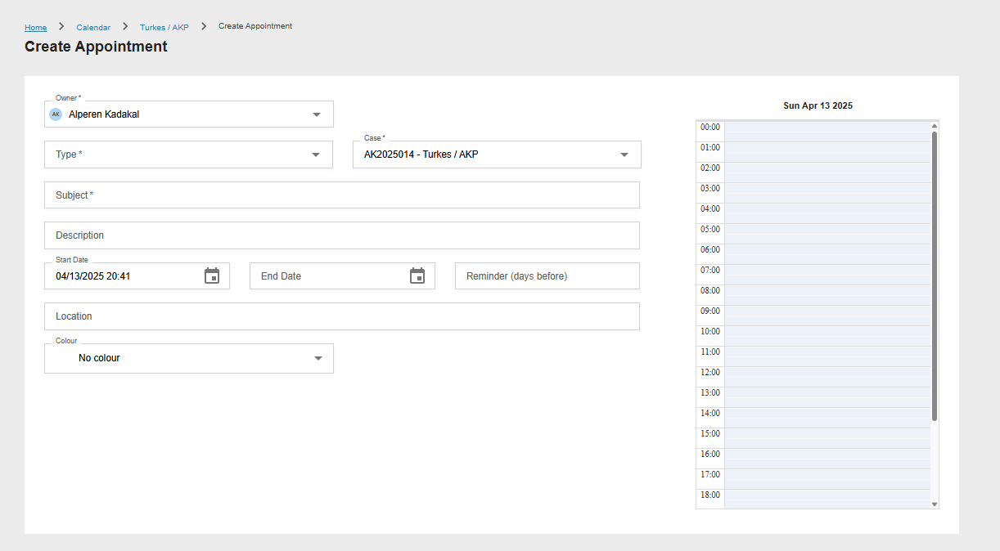 Home > Calendar > Turkes / AKP > Create Appointment
Create Appointment
Owner *
AK Alperen Kadakal
Type *
Case *
AK2025014 - Turkes / AKP
Subject *
Description
Start Date
04/13/2025 20:41
End Date
Reminder (days before)
Location
Colour
No colour
Sun Apr 13 2025
00:00
01:00
02:00
03:00
04:00
05:00
06:00
07:00
08:00
09:00
10:00
11:00
12:00
13:00
14:00
15:00
16:00
17:00
18:00